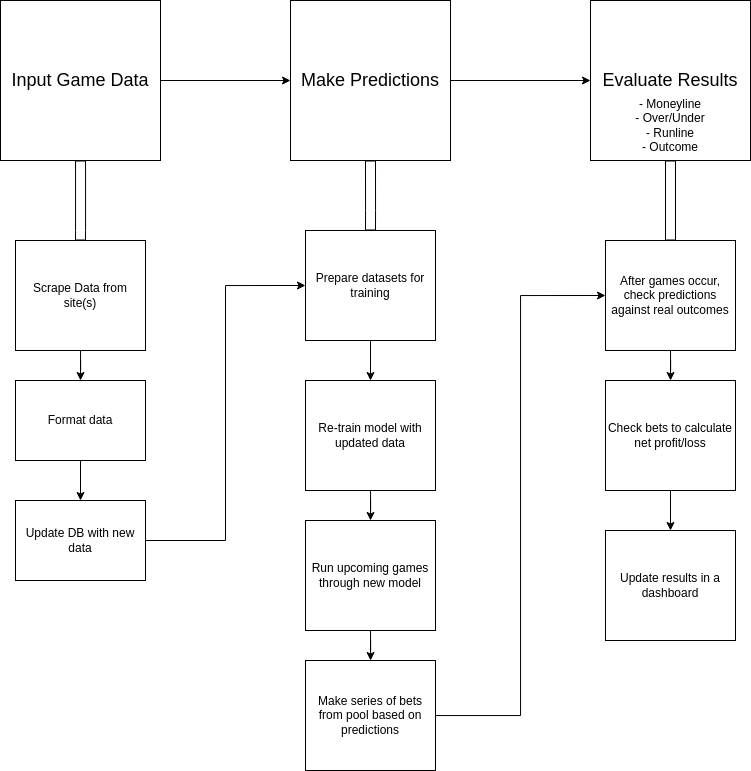 Input Game Data
Make Predictions
Evaluate Results
- Moneyline
- Over/Under
- Runline
- Outcome
Scrape Data from
site(s)
Format data
Update DB with new
data
Prepare datasets for
training
Re-train model with
updated data
Run upcoming games
through new model
Make series of bets
from pool based on
predictions
After games occur,
check predictions
against real outcomes
Check bets to calculate
net profit/loss
Update results in a
dashboard